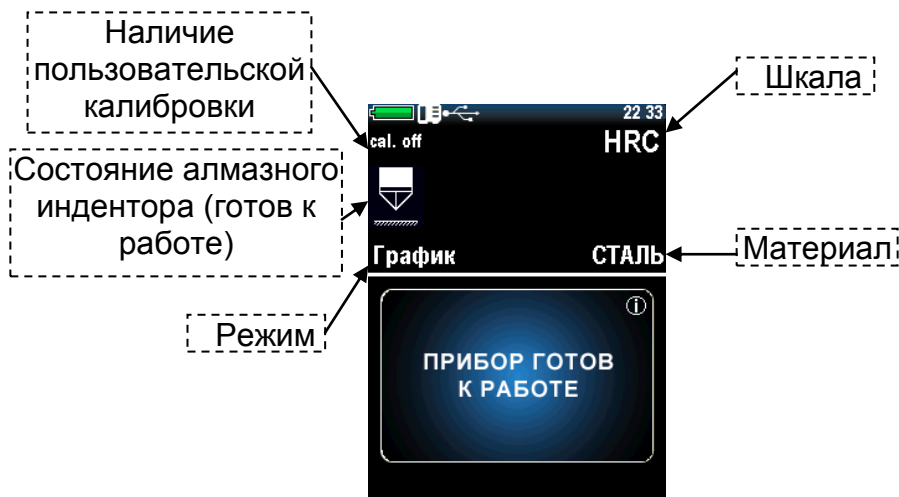 Наличие
пользовательской
калибровки
Шкала
22 33
cal. off
HRC
Состояние алмазного
индентора (готов к
работе)
График
СТАЛЬ
Материал
Режим
ПРИБОР ГОТОВ
К РАБОТЕ